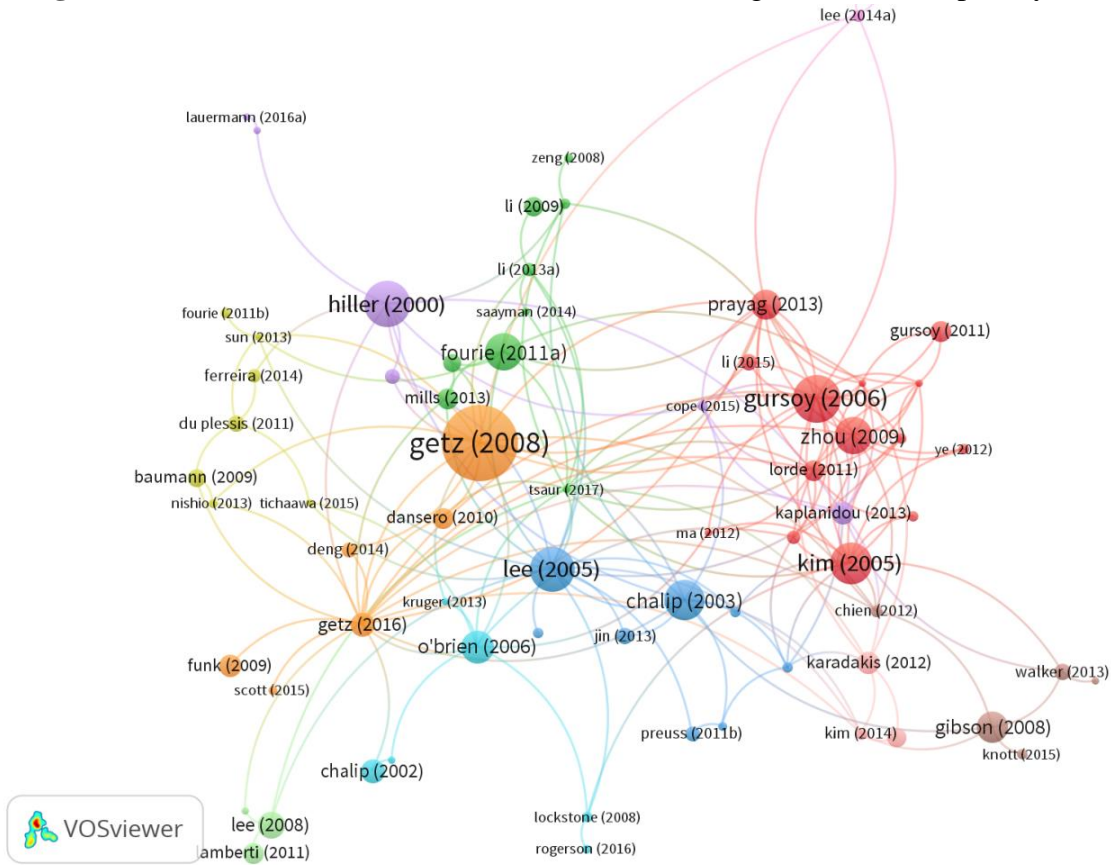 lee (2014a)
lauermann (2016a)
zeng (2008)
li (2009)
li (2013a)
hiller (2000)
prayag (2013)
fourie (2011b)
saayman (2014)
sun (2013)
gursoy (2011)
fourie (2011a)
li (2015)
ferreira (2014)
mills (2013)
gursoy (2006)
cope (2015)
du plessis (2011)
getz (2008)
zhou (2009)
ye (2012)
lorde (2011)
baumann (2009)
tsaur (2017)
nishio (2013)
tichaawa (2015)
kaplanidou (2013)
dansero (2010)
ma (2012)
deng (2014)
kim (2005)
lee (2005)
kruger (2013)
chalip (2003)
chien (2012)
getz (2016)
jin (2013)
o'brien (2006)
karadakis (2012)
funk (2009)
walker (2013)
scott (2015)
gibson (2008)
preuss (2011b)
kim (2014)
knott (2015)
chalip (2002)
lockstone (2008)
lee (2008)
VOSviewer
rogerson (2016)
amberti (2011)